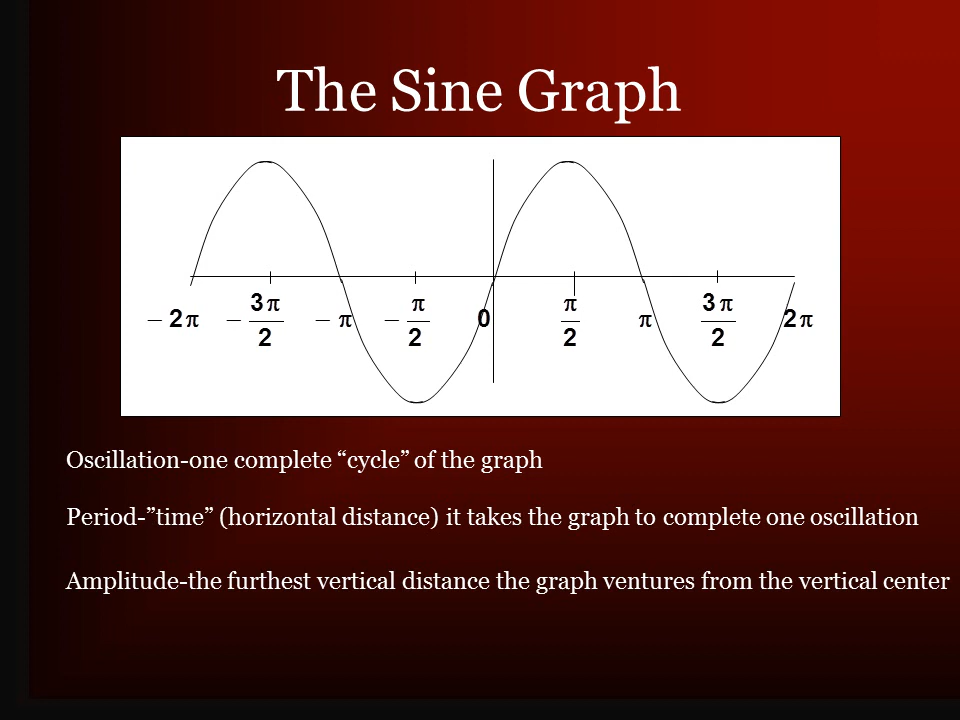 The Sine Graph
− 2π − 3π/2 − π − π/2 0 π/2 π 3π/2 2π
Oscillation-one complete “cycle” of the graph
Period-”time” (horizontal distance) it takes the graph to complete one oscillation
Amplitude-the furthest vertical distance the graph ventures from the vertical center